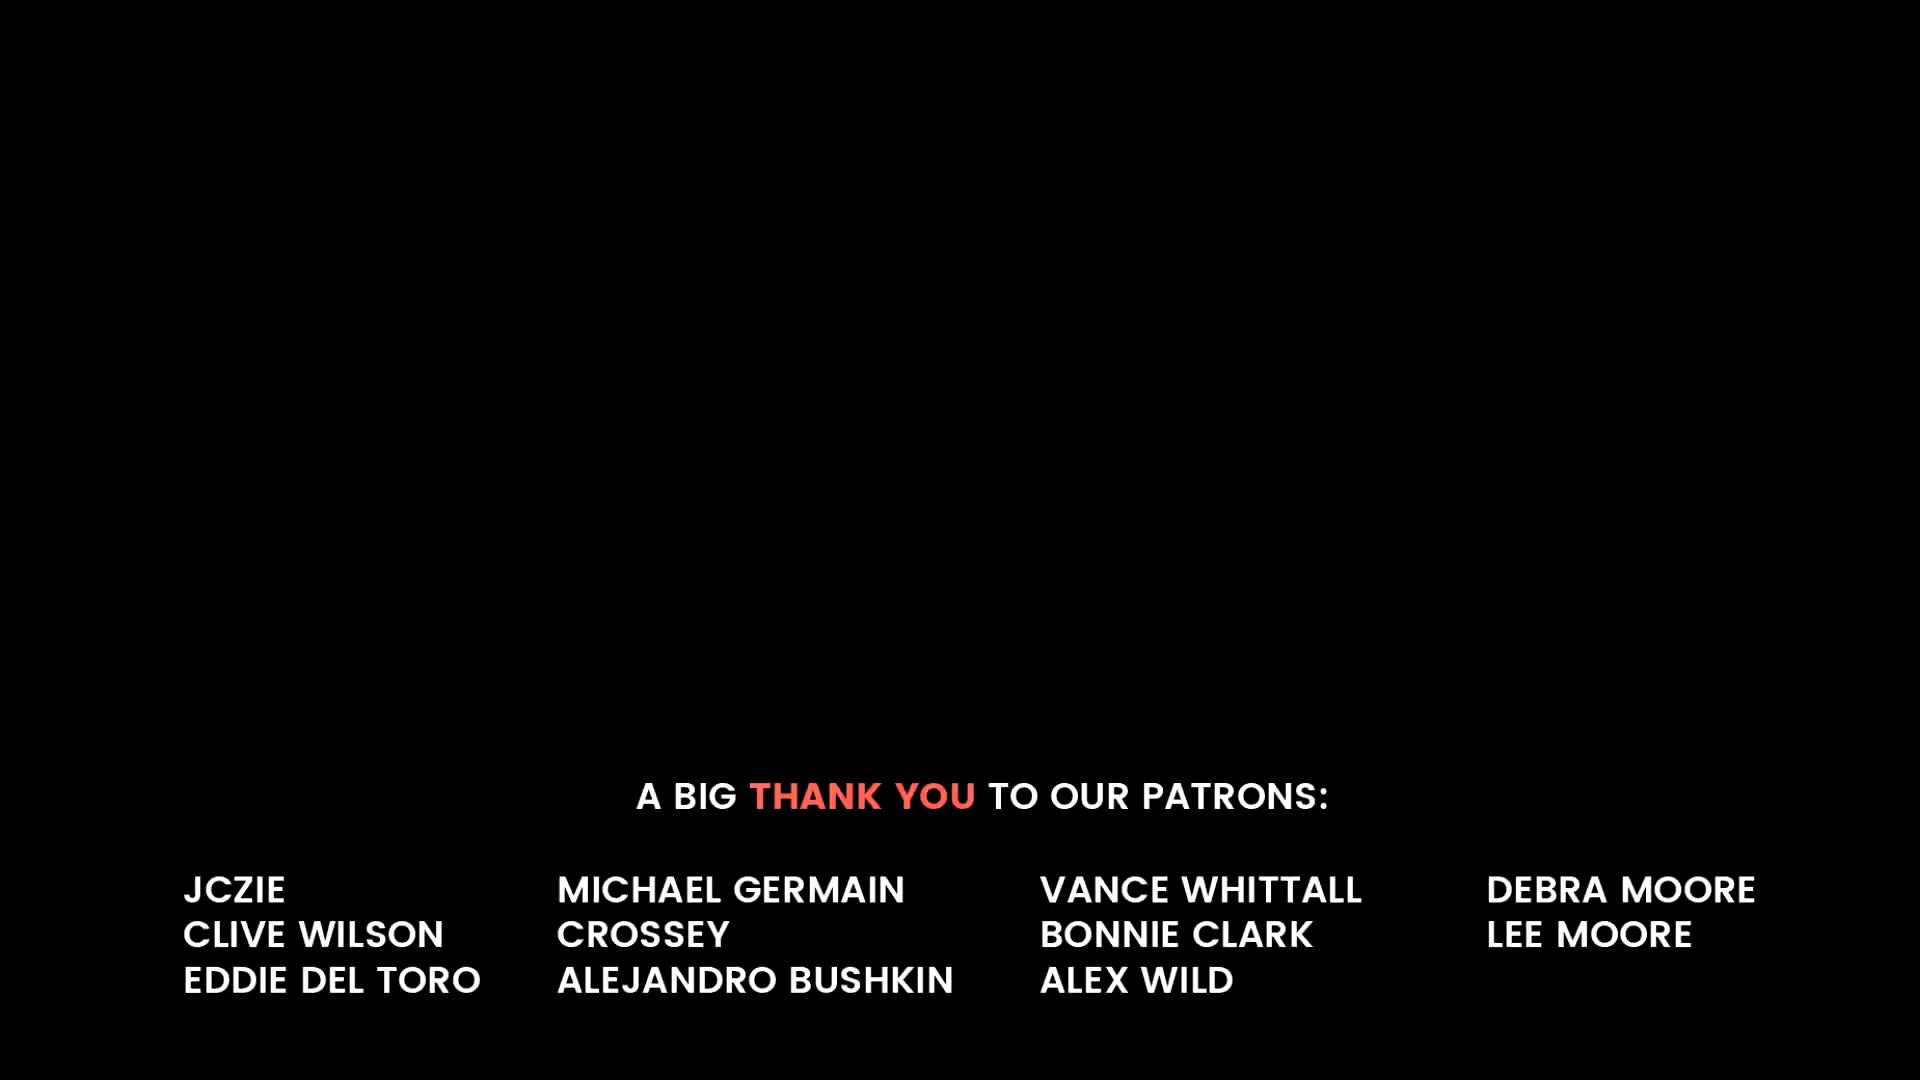 A BIG THANK YOU TO OUR PATRONS:
JCZIE
CLIVE WILSON
EDDIE DEL TORO
MICHAEL GERMAIN
CROSSEY
ALEJANDRO BUSHKIN
VANCE WHITTALL
BONNIE CLARK
ALEX WILD
DEBRA MOORE
LEE MOORE